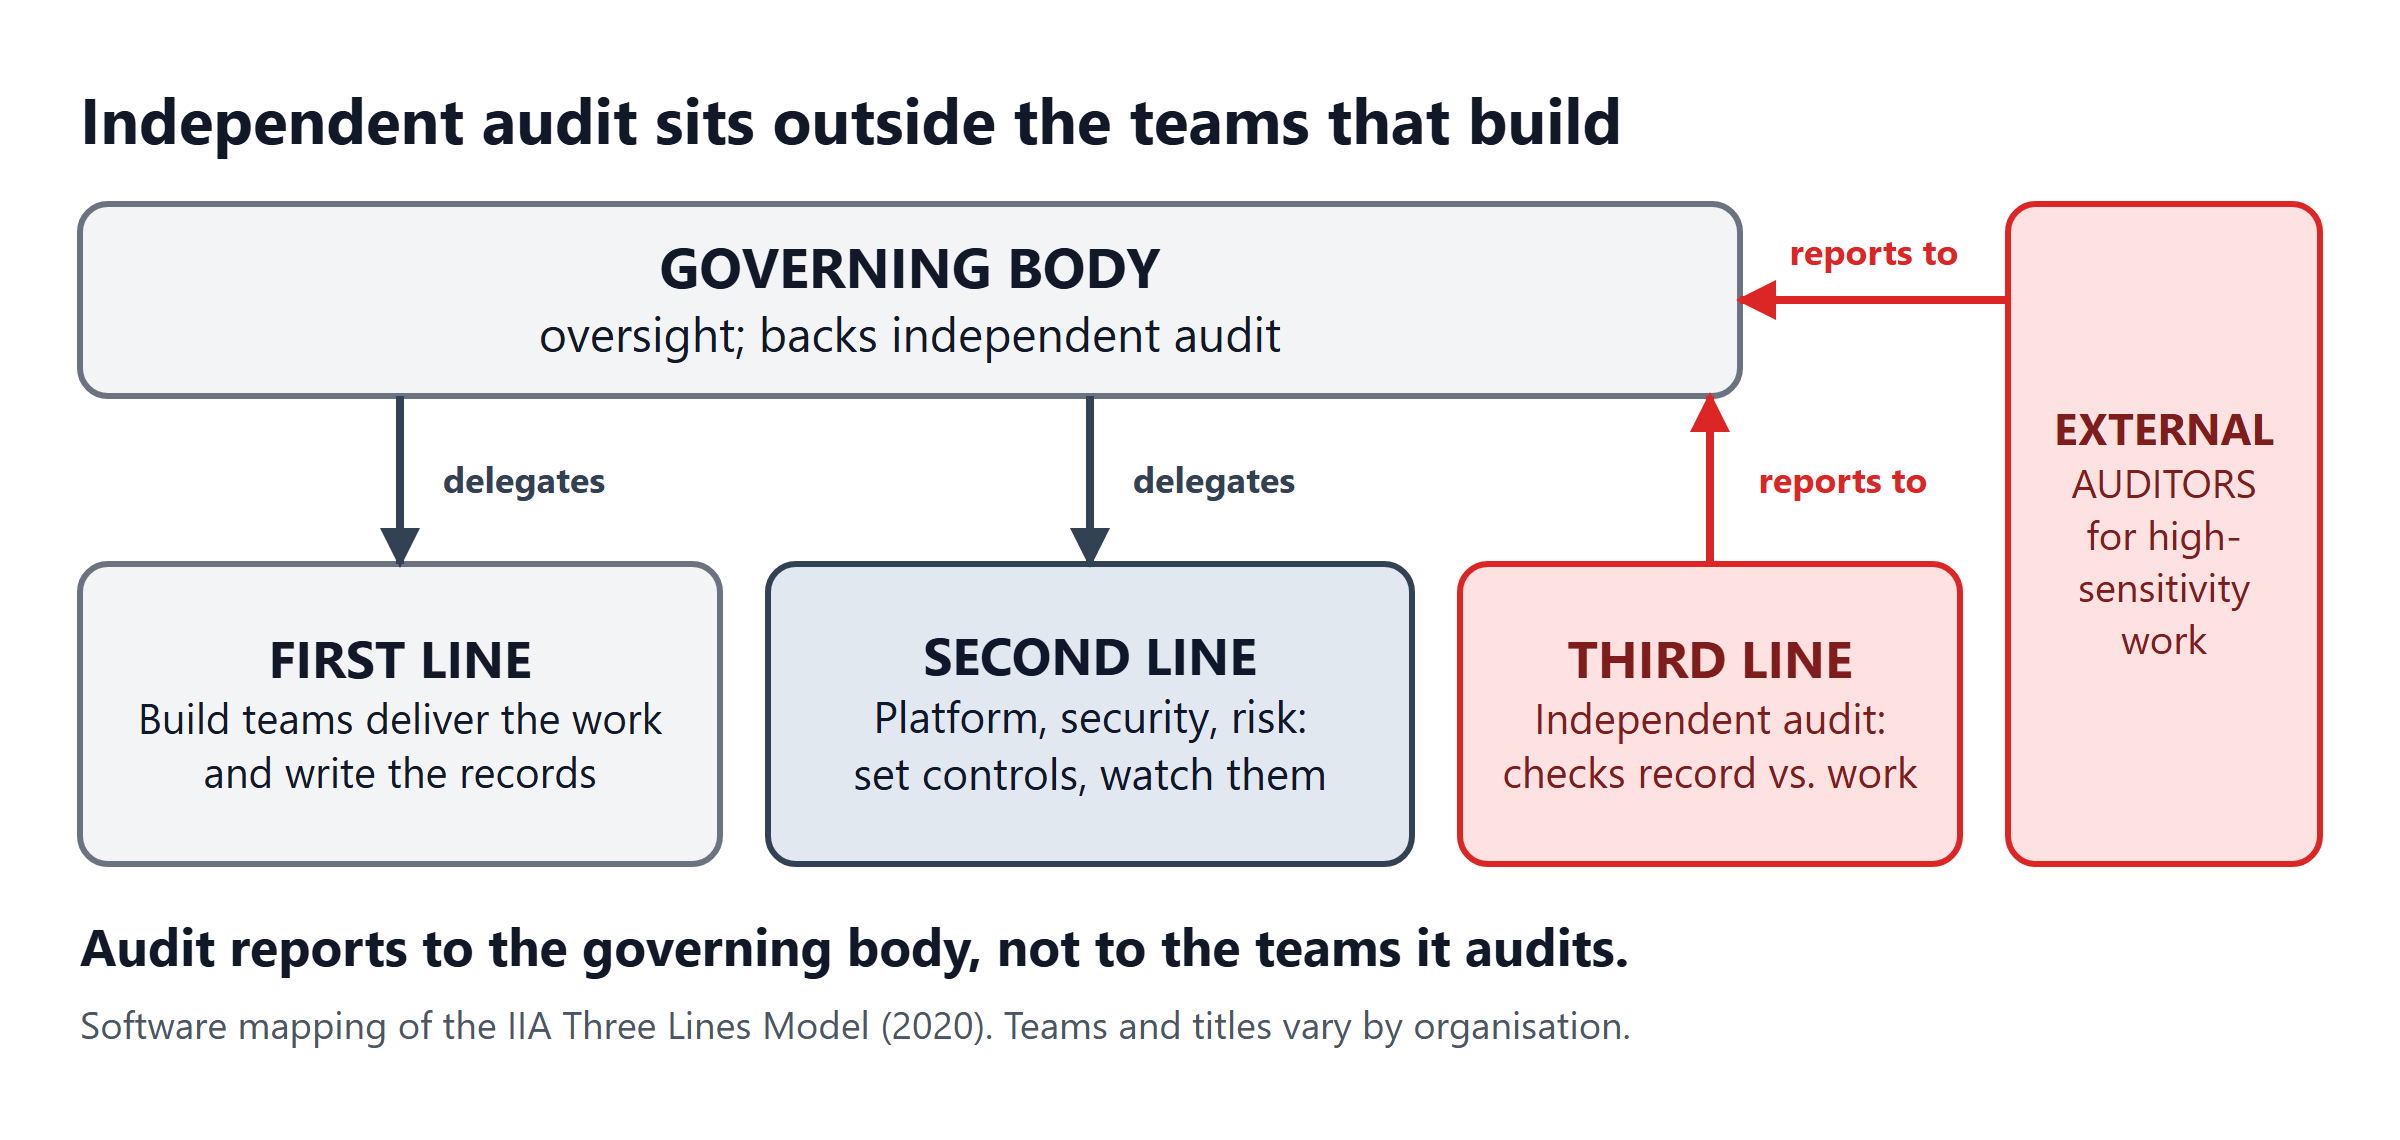 Independent audit sits outside the teams that build
GOVERNING BODY
oversight; backs independent audit
reports to
delegates
delegates
reports to
FIRST LINE
Build teams deliver the work
and write the records
SECOND LINE
Platform, security, risk:
set controls, watch them
THIRD LINE
Independent audit:
checks record vs. work
EXTERNAL
AUDITORS
for high-
sensitivity
work
Audit reports to the governing body, not to the teams it audits.
Software mapping of the IIA Three Lines Model (2020). Teams and titles vary by organisation.